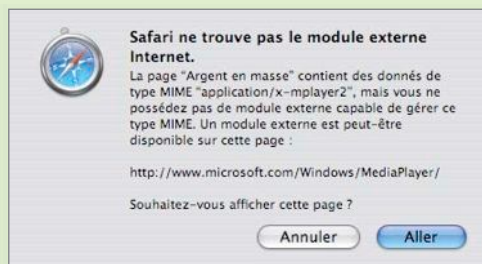 Safari ne trouve pas le module externe
Internet.
La page "Argent en masse" contient des donnés de
type MIME "application/x-mplayer2", mais vous ne
possédez pas de module externe capable de gérer ce
type MIME. Un module externe est peut-être
disponible sur cette page :
http://www.microsoft.com/Windows/MediaPlayer/
Souhaitez-vous afficher cette page ?
Annuler
Aller